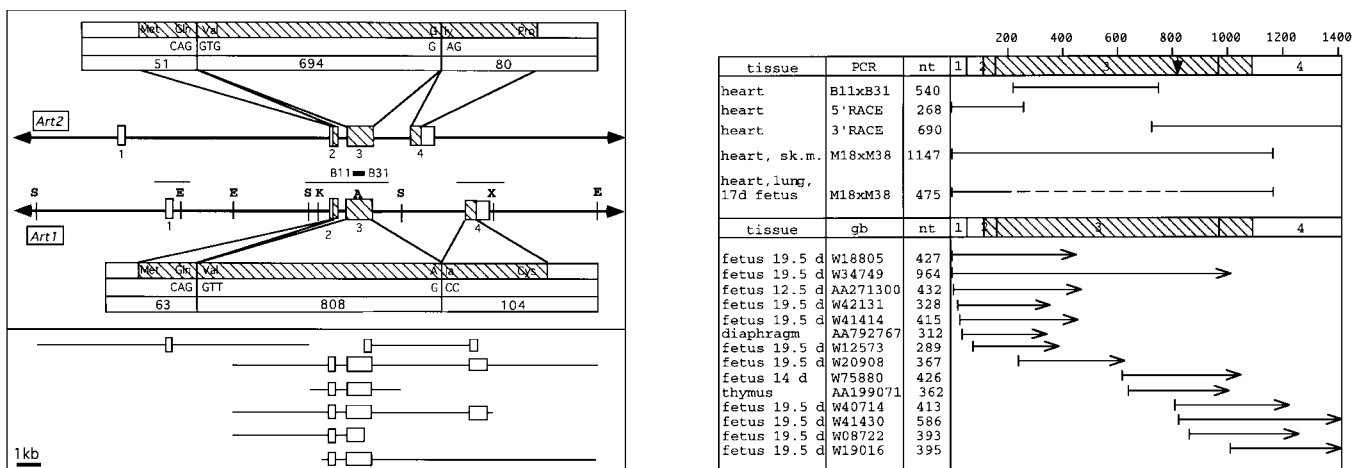 Met Gln Val G ly Pro
CAG GTG G AG
51 694 80
Art2
1 2 3 4
B11 B31
S E E S K A S X E
1 2 3 4
Art1
Met Gln Val A la Cys
CAG GTT G CC
63 808 104
1kb
200 400 600 800 1000 1200 1400
tissue PCR nt 1 2 3 4
heart B11xB31 540
heart 5'RACE 268
heart 3'RACE 690
heart, sk.m. M18xM38 1147
heart,lung,
17d fetus M18xM38 475
tissue gb nt 1 2 3 4
fetus 19.5 d W18805 427
fetus 19.5 d W34749 964
fetus 12.5 d AA271300 432
fetus 19.5 d W42131 328
fetus 19.5 d W41414 415
diaphragm AA792767 312
fetus 19.5 d W12573 289
fetus 19.5 d W20908 367
fetus 14 d W75880 426
thymus AA199071 362
fetus 19.5 d W40714 413
fetus 19.5 d W41430 586
fetus 19.5 d W08722 393
fetus 19.5 d W19016 395